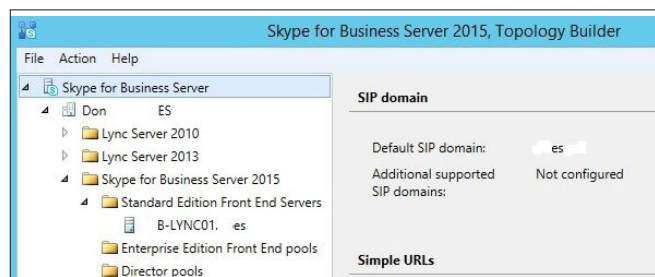 Skype for Business Server 2015, Topology Builder
File Action Help
Skype for Business Server
Don ES
Lync Server 2010
Lync Server 2013
Skype for Business Server 2015
Standard Edition Front End Servers
B-LYNC01. es
Enterprise Edition Front End pools
Director pools
SIP domain
Default SIP domain: es
Additional supported SIP domains: Not configured
Simple URLs